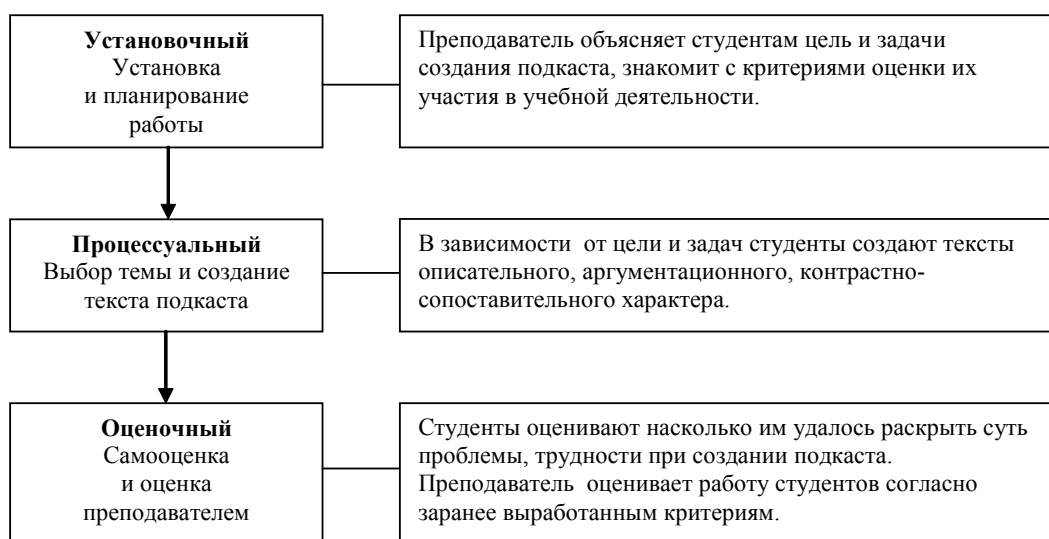 Установочный
Установка
и планирование
работы
Преподаватель объясняет студентам цель и задачи
создания подкаста, знакомит с критериями оценки их
участия в учебной деятельности.
Процессуальный
Выбор темы и создание
текста подкаста
В зависимости от цели и задач студенты создают тексты
описательного, аргументационного, контрастно-
сопоставительного характера.
Оценочный
Самооценка
и оценка
преподавателем
Студенты оценивают насколько им удалось раскрыть суть
проблемы, трудности при создании подкаста.
Преподаватель оценивает работу студентов согласно
заранее выработанным критериям.